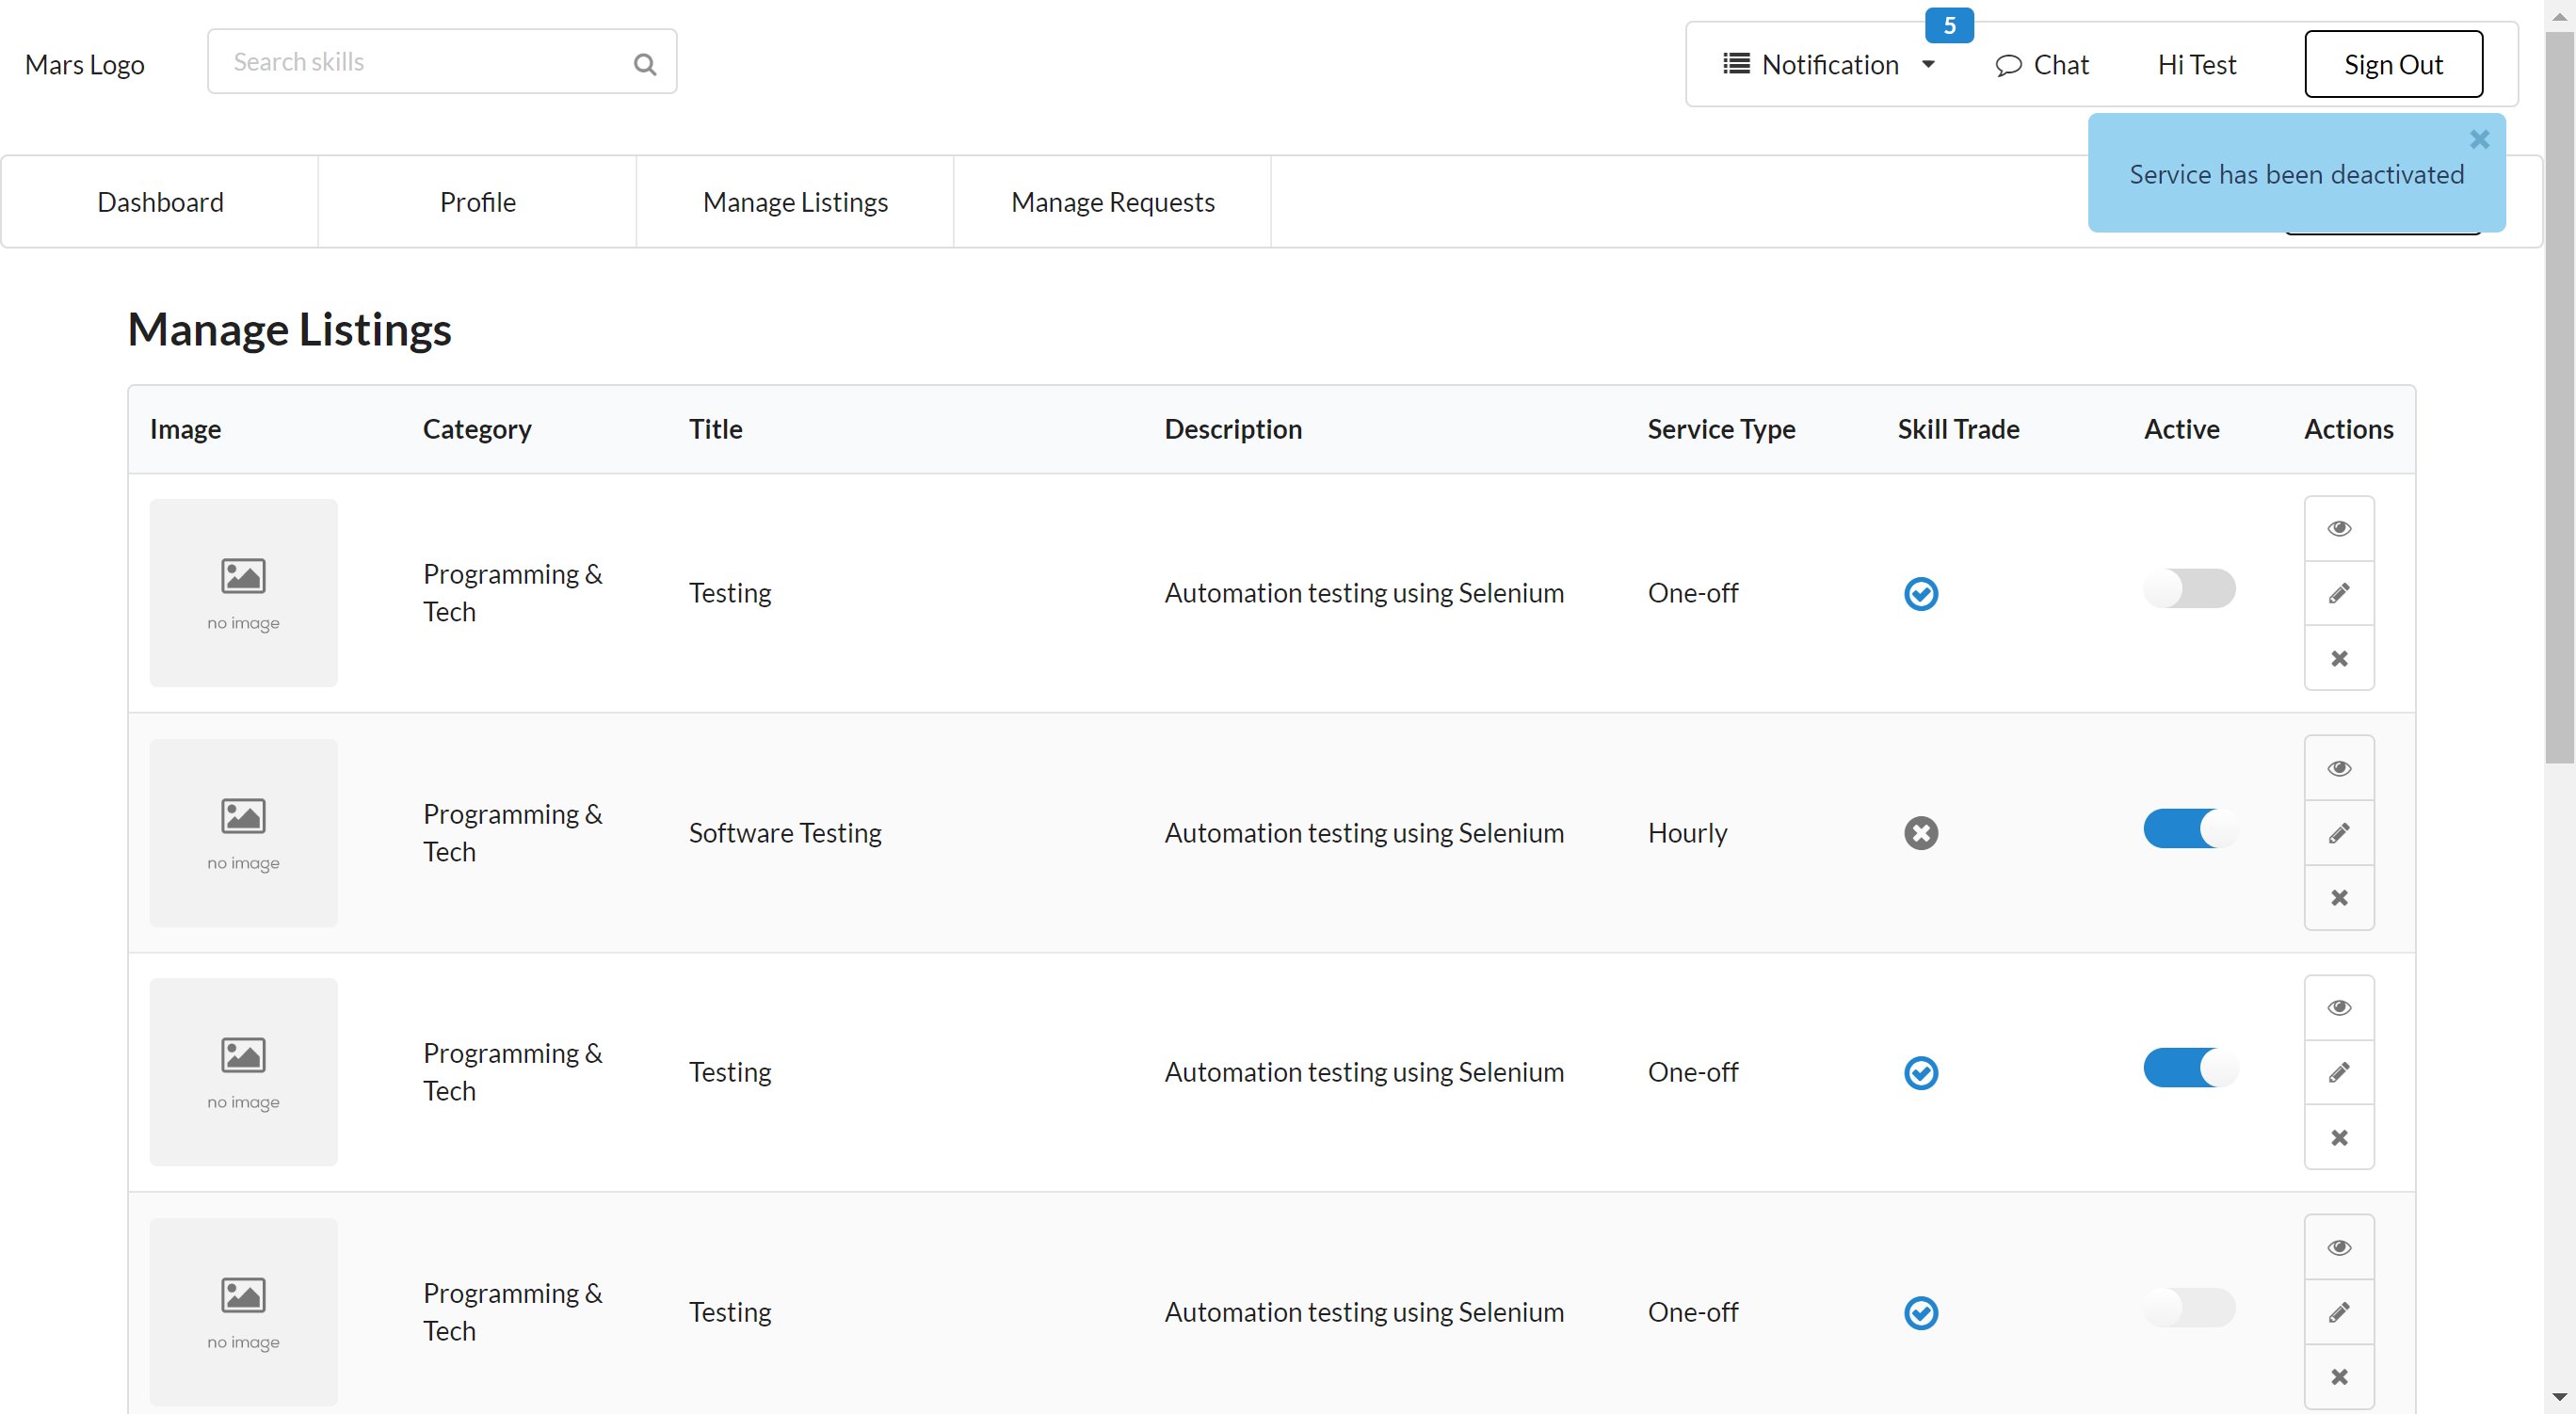 Mars Logo
Search skills
5
Notification
Chat
Hi Test
Sign Out
Service has been deactivated
Dashboard
Profile
Manage Listings
Manage Requests
Manage Listings
Image
Category
Title
Description
Service Type
Skill Trade
Active
Actions
no image
Programming &
Tech
Testing
Automation testing using Selenium
One-off
no image
Programming &
Tech
Software Testing
Automation testing using Selenium
Hourly
no image
Programming &
Tech
Testing
Automation testing using Selenium
One-off
no image
Programming &
Tech
Testing
Automation testing using Selenium
One-off